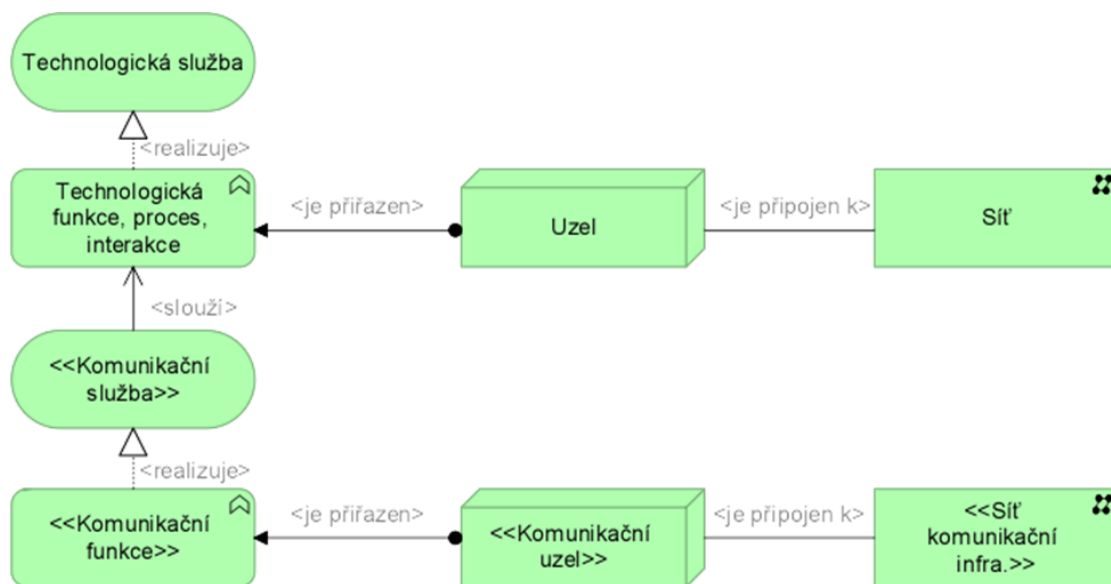 Technologická služba
<realizuje>
Technologická
funkce, proces,
interakce
<je přiřazen>
Uzel
<je připojen k>
Síť
<slouží>
<<Komunikační
služba>>
<realizuje>
<<Komunikační
funkce>>
<je přiřazen>
<<Komunikační
uzel>>
<je připojen k>
<<Síť
komunikační
infra.>>